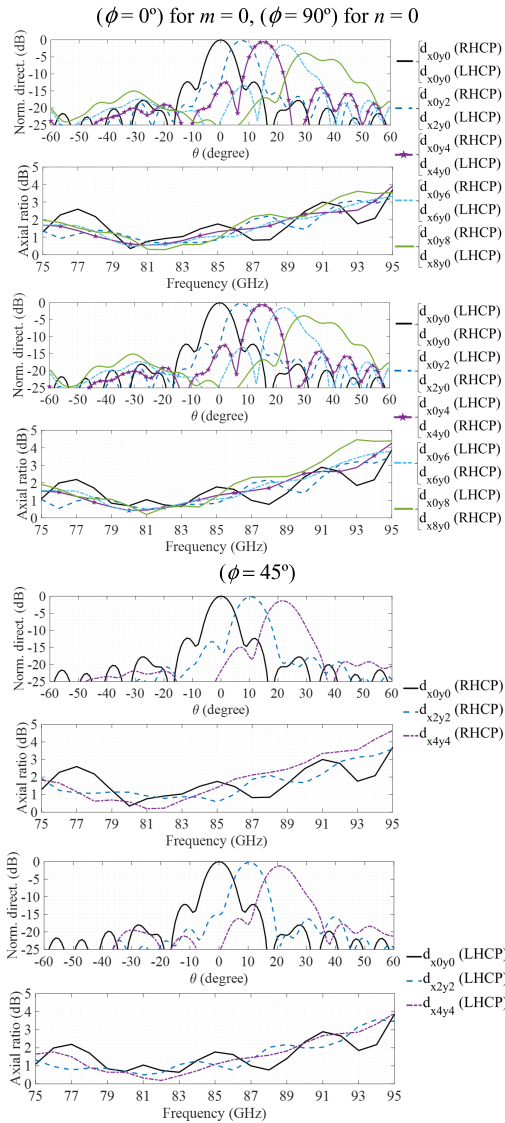 (ϕ = 0º) for m = 0, (ϕ = 90º) for n = 0
Norm. direct. (dB)
0
-5
-10
-15
-20
-25
-60 -50 -40 -30 -20 -10 0 10 20 30 40 50 60
θ (degree)
d_x0y0 (RHCP)
d_x0y0 (LHCP)
d_x0y2 (RHCP)
d_x2y0 (LHCP)
d_x0y4 (RHCP)
d_x4y0 (LHCP)
d_x0y6 (RHCP)
d_x6y0 (LHCP)
d_x0y8 (RHCP)
d_x8y0 (LHCP)
Axial ratio (dB)
5
4
3
2
1
0
75 77 79 81 83 85 87 89 91 93 95
Frequency (GHz)
Norm. direct. (dB)
0
-5
-10
-15
-20
-25
-60 -50 -40 -30 -20 -10 0 10 20 30 40 50 60
θ (degree)
d_x0y0 (LHCP)
d_x0y0 (RHCP)
d_x0y2 (LHCP)
d_x2y0 (RHCP)
d_x0y4 (LHCP)
d_x4y0 (RHCP)
d_x0y6 (LHCP)
d_x6y0 (RHCP)
d_x0y8 (LHCP)
d_x8y0 (RHCP)
Axial ratio (dB)
5
4
3
2
1
0
75 77 79 81 83 85 87 89 91 93 95
Frequency (GHz)
(ϕ = 45º)
Norm. direct. (dB)
0
-5
-10
-15
-20
-25
-60 -50 -40 -30 -20 -10 0 10 20 30 40 50 60
θ (degree)
d_x0y0 (RHCP)
d_x2y2 (RHCP)
d_x4y4 (RHCP)
Axial ratio (dB)
5
4
3
2
1
0
75 77 79 81 83 85 87 89 91 93 95
Frequency (GHz)
Norm. direct. (dB)
0
-5
-10
-15
-20
-25
-60 -50 -40 -30 -20 -10 0 10 20 30 40 50 60
θ (degree)
d_x0y0 (LHCP)
d_x2y2 (LHCP)
d_x4y4 (LHCP)
Axial ratio (dB)
5
4
3
2
1
0
75 77 79 81 83 85 87 89 91 93 95
Frequency (GHz)